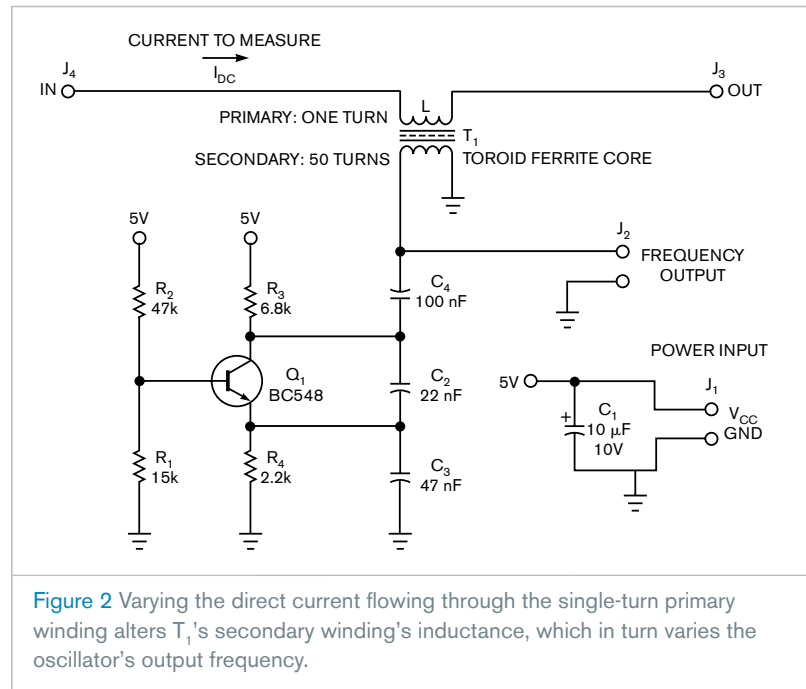 CURRENT TO MEASURE
J4
IDC
IN
J3
OUT
L
PRIMARY: ONE TURN
T1
SECONDARY: 50 TURNS
TOROID FERRITE CORE
5V
5V
J2
FREQUENCY
OUTPUT
R2
47k
R3
6.8k
C4
100 nF
POWER INPUT
Q1
BC548
C2
22 nF
5V
J1
VCC
GND
+
C1
10 μF
10V
R1
15k
R4
2.2k
C3
47 nF
Figure 2 Varying the direct current flowing through the single-turn primary
winding alters T1's secondary winding's inductance, which in turn varies the
oscillator's output frequency.